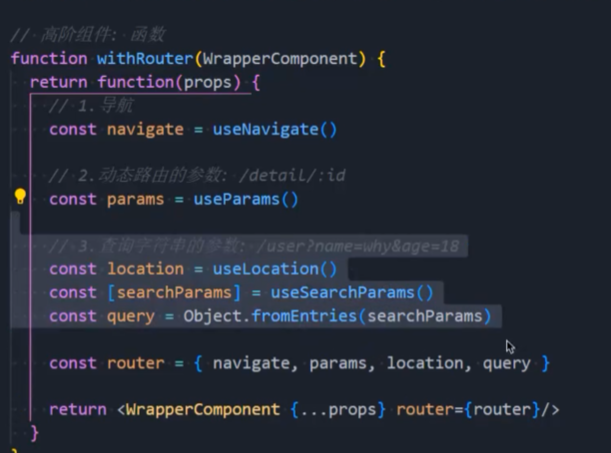 // 高阶组件: 函数
function withRouter(WrapperComponent) {
return function(props) {
// 1.导航
const navigate = useNavigate()
// 2.动态路由的参数: /detail/:id
const params = useParams()
// 3.查询字符串的参数: /user?name=why&age=18
const location = useLocation()
const [searchParams] = useSearchParams()
const query = Object.fromEntries(searchParams)
const router = { navigate, params, location, query }
return <WrapperComponent {...props} router={router}/>
}
}